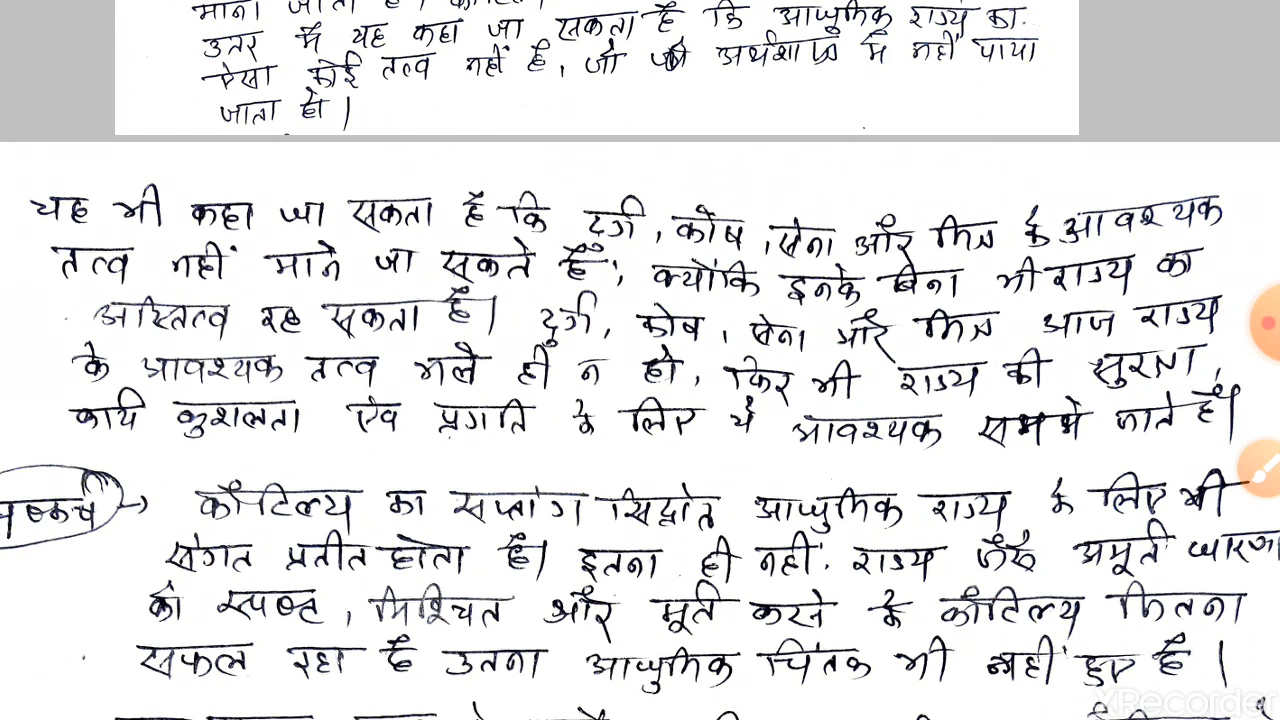 उत्तर में यह कहा जा सकता है कि आधुनिक राज्य का
ऐसा कोई तत्व नहीं है, जो अर्थशास्त्र में नहीं पाया
जाता हो।
यह भी कहा जा सकता है कि दुर्ग, कोष, सेना और मित्र के आवश्यक
तत्व नहीं माने जा सकते हैं, क्योंकि इनके बिना भी राज्य का
अस्तित्व रह सकता है। दुर्ग, कोष, सेना और मित्र आज राज्य
के आवश्यक तत्व भले ही न हो, फिर भी राज्य की सुरक्षा,
कार्य कुशलता एंव प्रगति के लिए ये आवश्यक समझे जाते हैं।
निष्कर्ष → कौटिल्य का सप्तांग सिद्धांत आधुनिक राज्य के लिए भी
संगत प्रतीत होता है। इतना ही नहीं, राज्य जैसे अमूर्त धारणा
को स्पष्ट, निश्चित और मूर्त करने के कौटिल्य कितना
सफल रहा है उतना आधुनिक चिंतक भी नहीं हुए है।
XRecorder